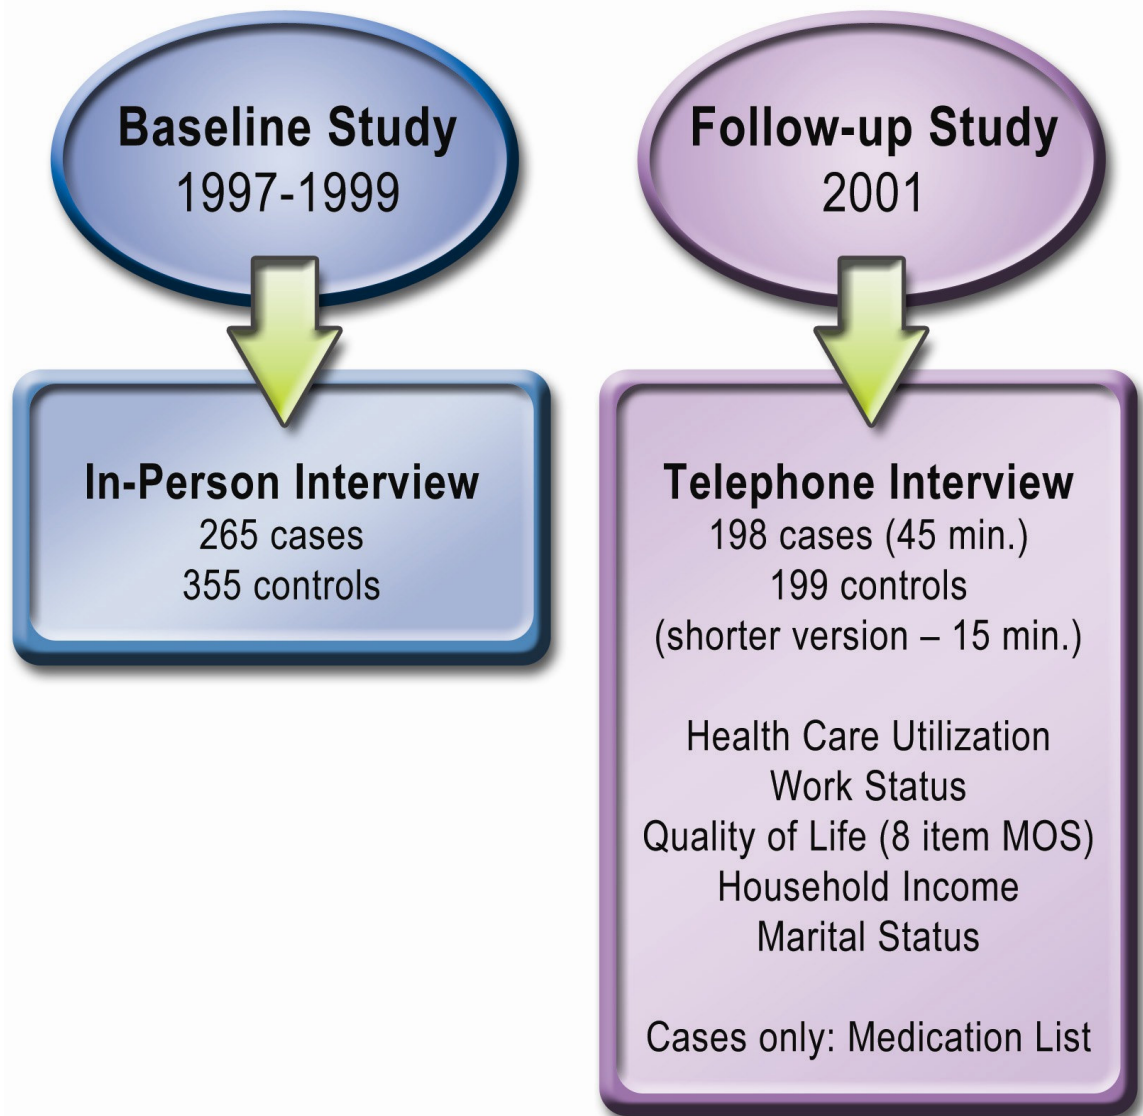 Baseline Study
1997-1999
In-Person Interview
265 cases
355 controls
Follow-up Study
2001
Telephone Interview
198 cases (45 min.)
199 controls
(shorter version – 15 min.)
Health Care Utilization
Work Status
Quality of Life (8 item MOS)
Household Income
Marital Status
Cases only: Medication List